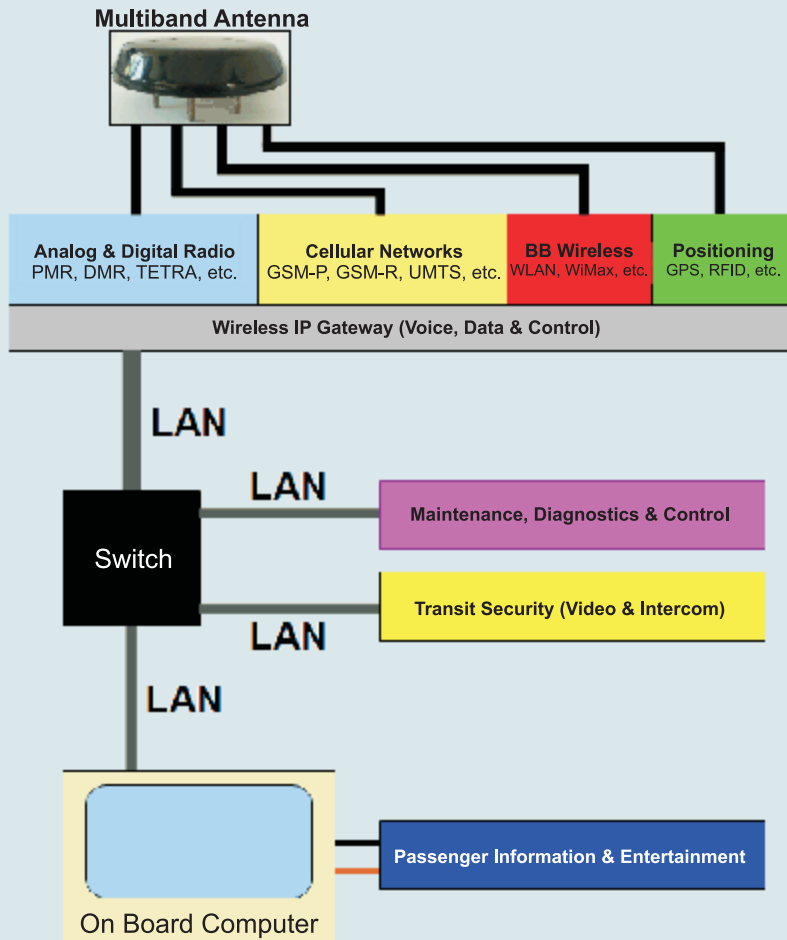 Multiband Antenna
Analog & Digital Radio
PMR, DMR, TETRA, etc.
Cellular Networks
GSM-P, GSM-R, UMTS, etc.
BB Wireless
WLAN, WiMax, etc.
Positioning
GPS, RFID, etc.
Wireless IP Gateway (Voice, Data & Control)
LAN
LAN
Maintenance, Diagnostics & Control
Switch
Transit Security (Video & Intercom)
LAN
LAN
Passenger Information & Entertainment
On Board Computer